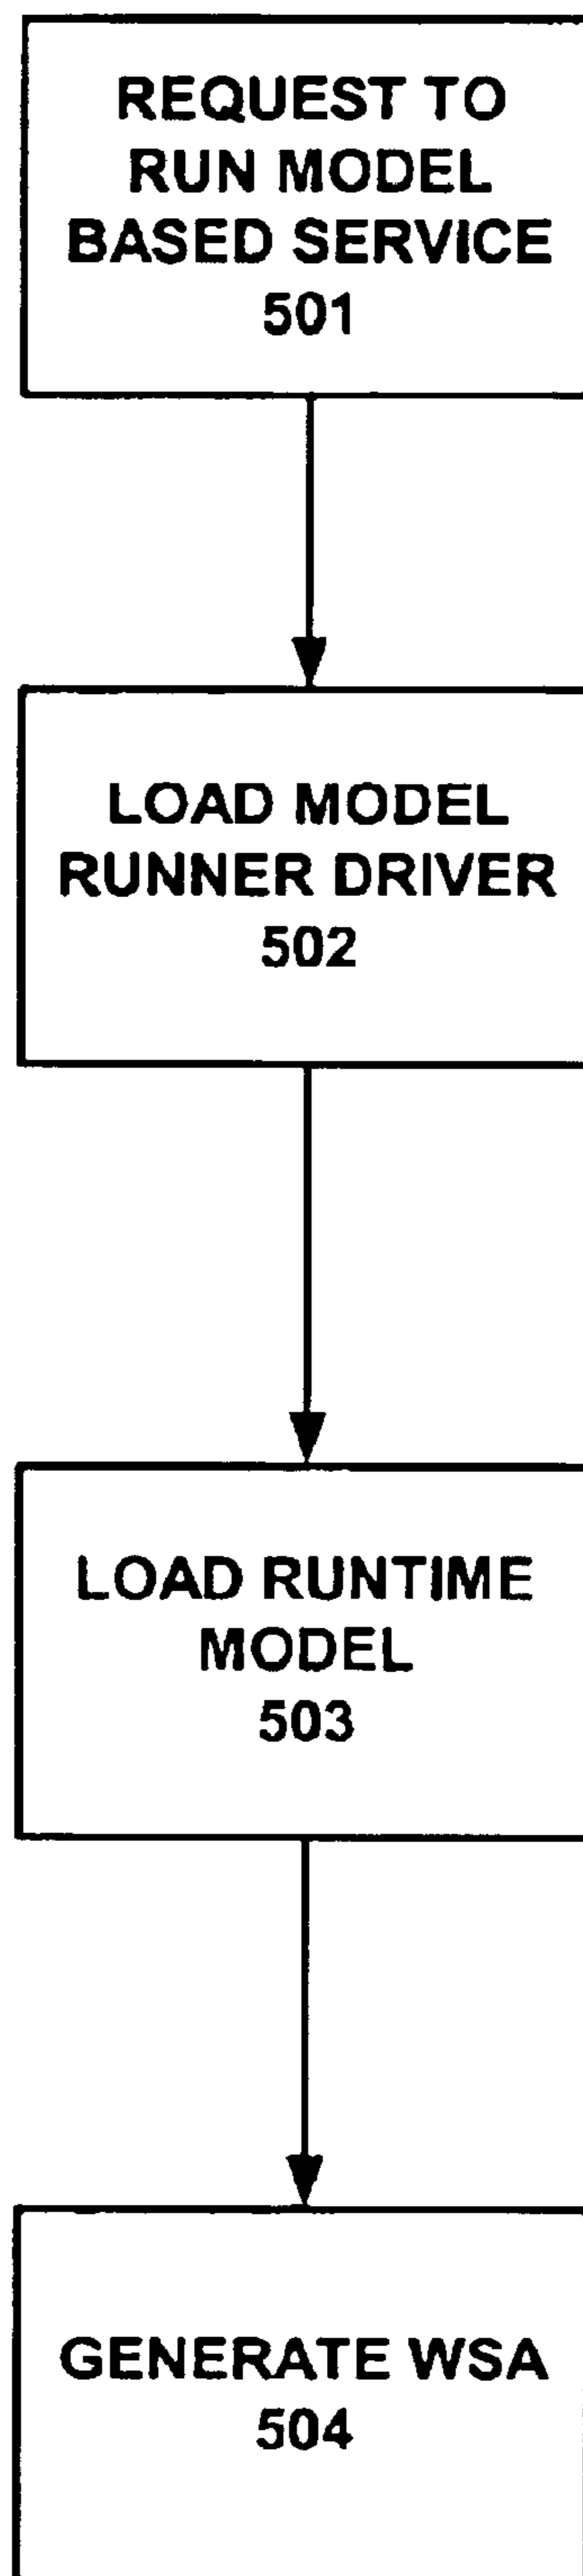 REQUEST TO
RUN MODEL
BASED SERVICE
501
LOAD MODEL
RUNNER DRIVER
502
LOAD RUNTIME
MODEL
503
GENERATE WSA
504